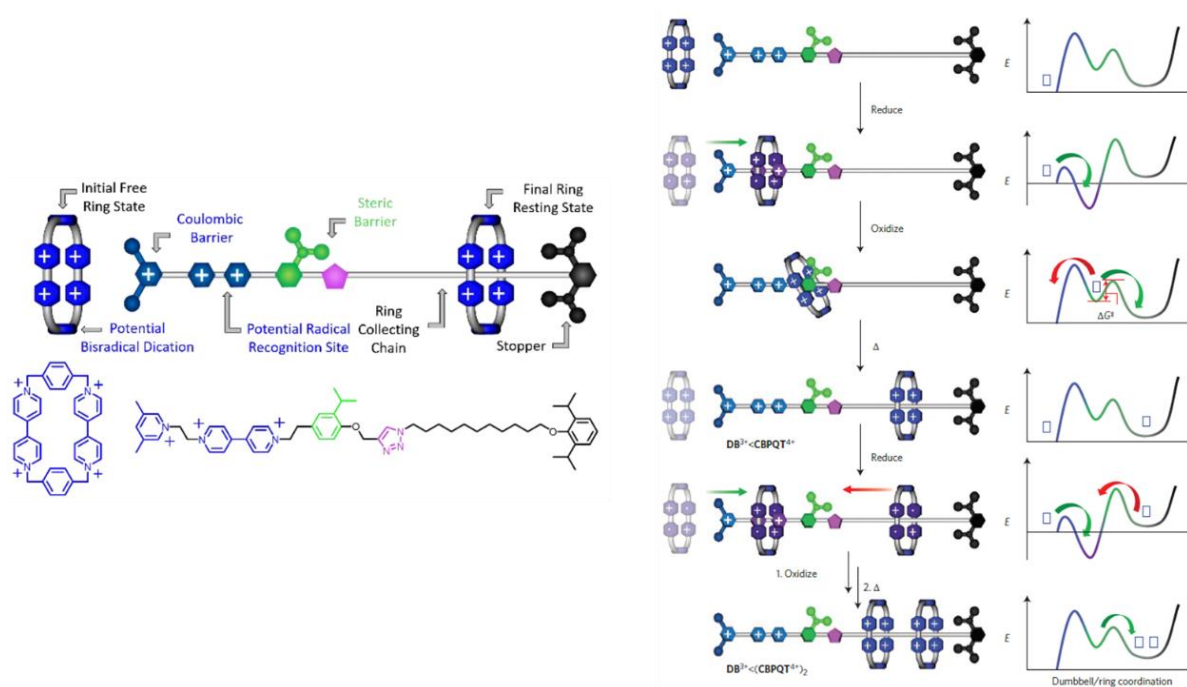 Initial Free
Ring State
Coulombic
Barrier
Steric
Barrier
Final Ring
Resting State
Potential
Bisradical Dication
Potential Radical
Recognition Site
Ring
Collecting
Chain
Stopper
+ +
N N
N N
+ +
N
+
N
+
N
+
O
N
N=N
O
E
Reduce
E
Oxidize
E
ΔG‡
Δ
DB³⁺<CBPQT⁴⁺
E
Reduce
E
1. Oxidize
2. Δ
DB³⁺<(CBPQT⁴⁺)₂
E
Dumbbell/ring coordination